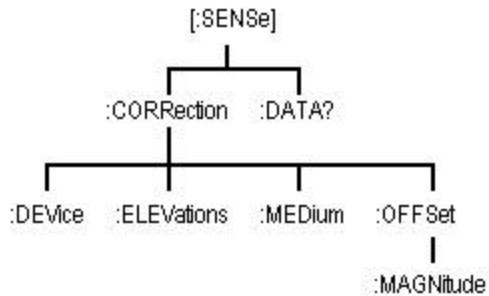 [:SENSe]
:CORRection :DATA?
:DEVice :ELEVations :MEDium :OFFSet
:MAGNitude